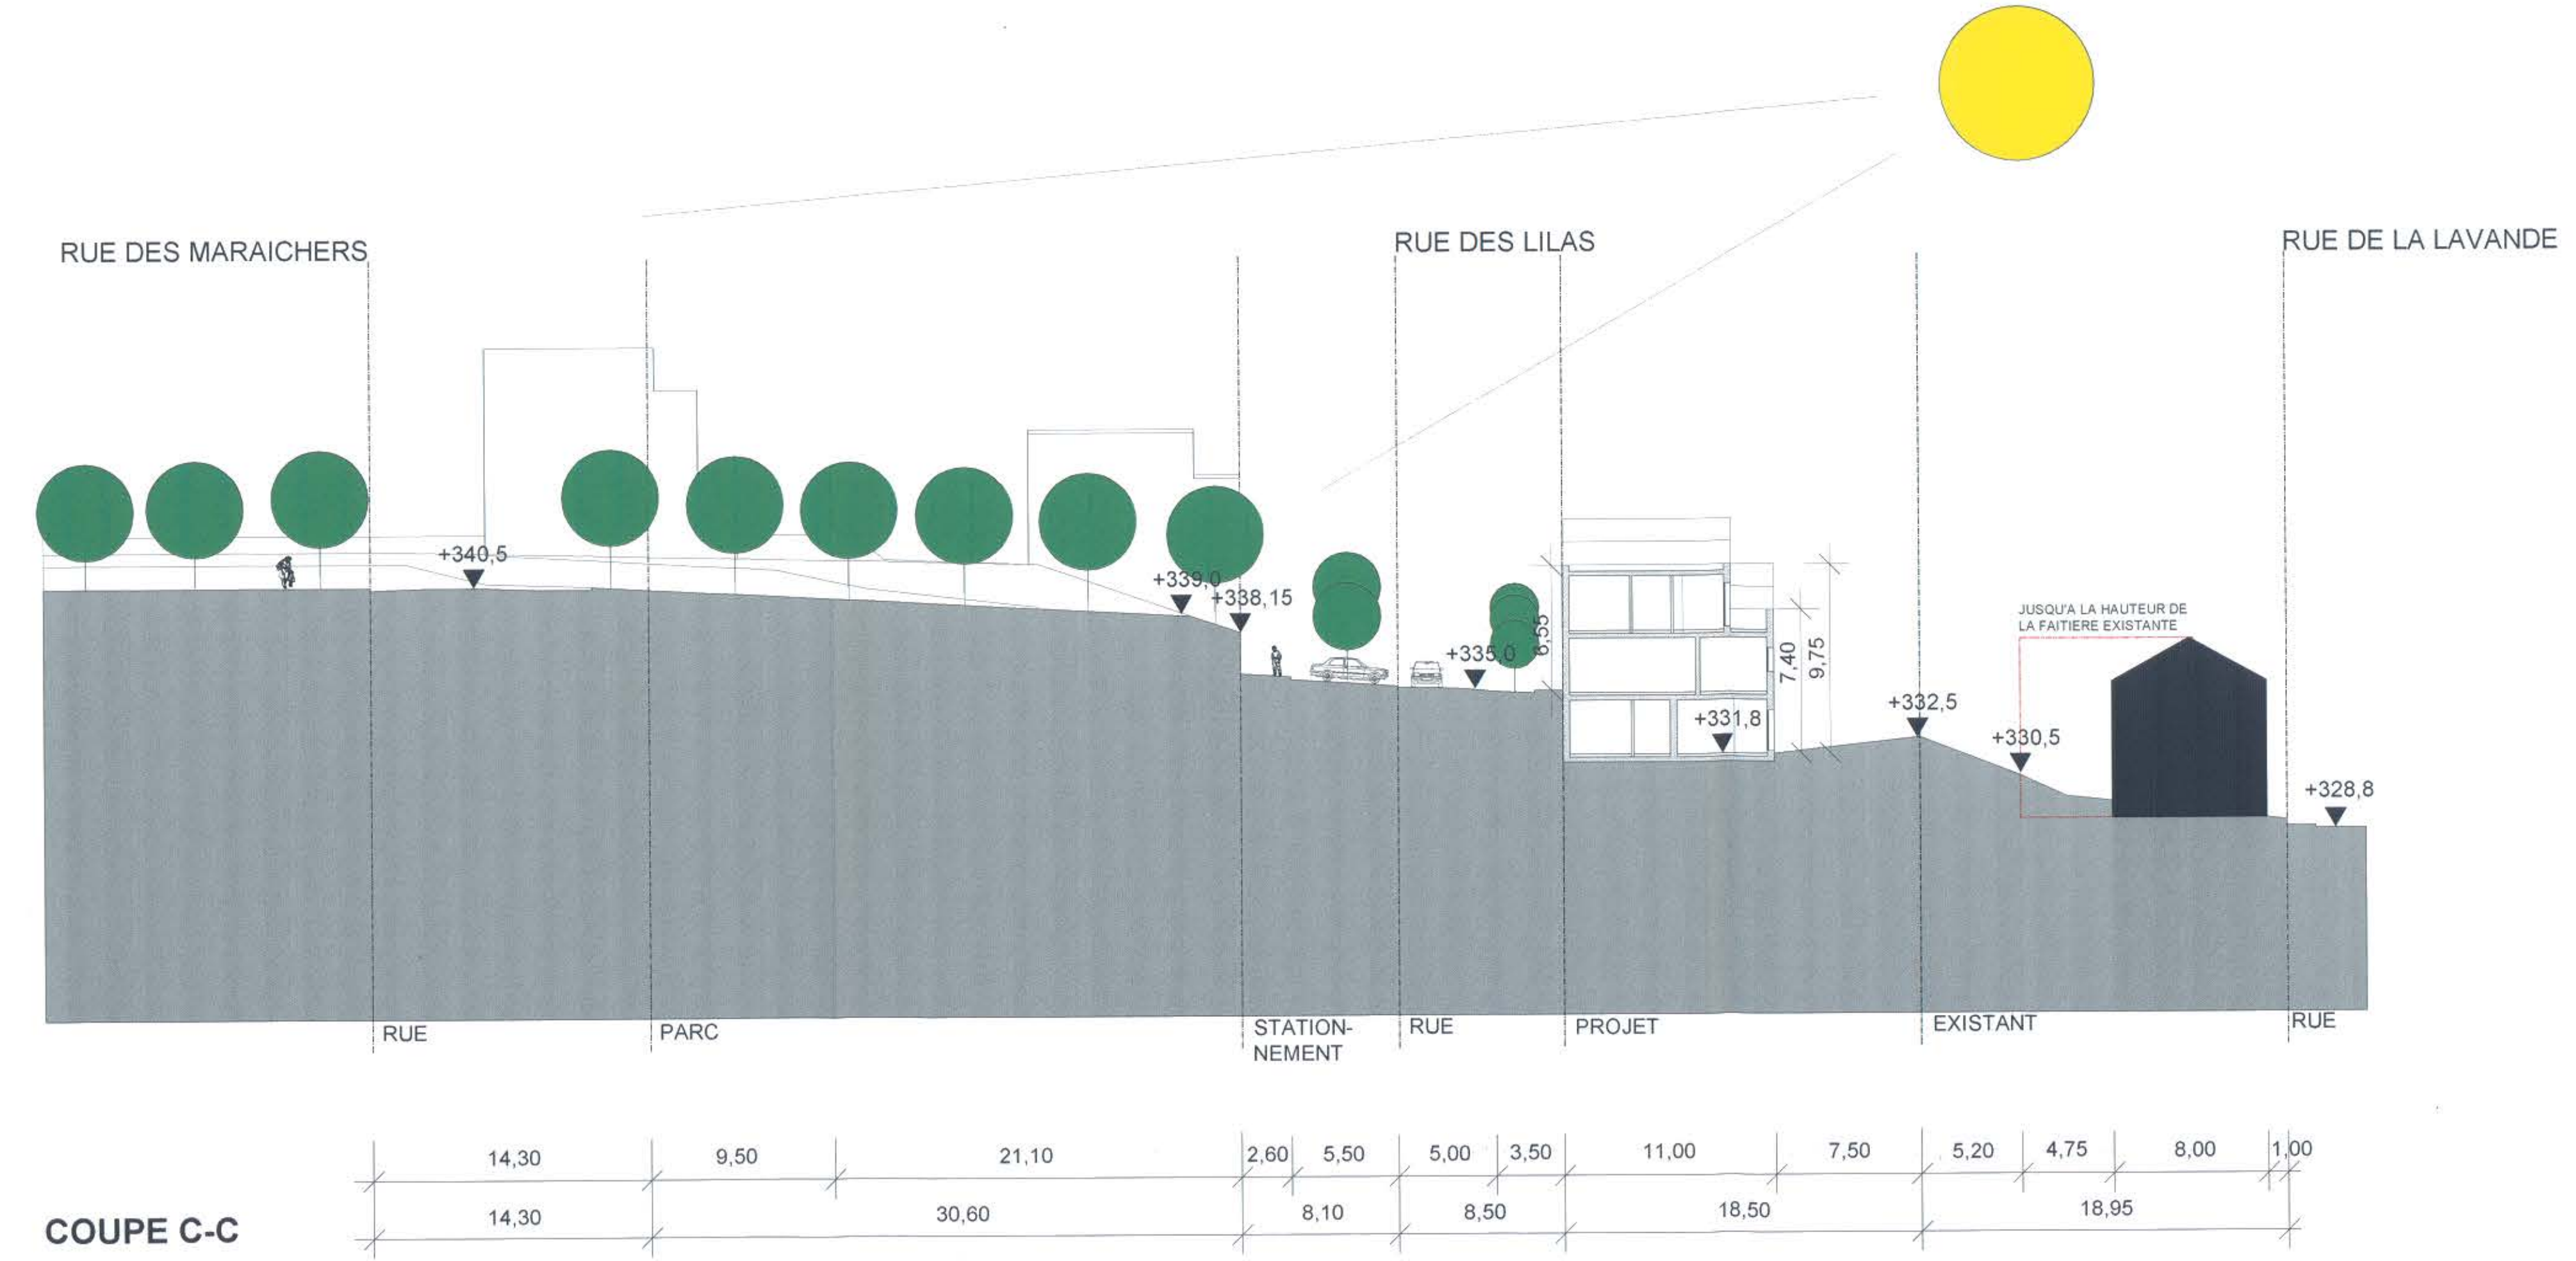 RUE DES MARAICHERS
RUE DES LILAS
RUE DE LA LAVANDE
+340,5
+339,0
+338,15
+335,0
6,55
7,40
9,75
+331,8
+332,5
JUSQU'A LA HAUTEUR DE
LA FAITIERE EXISTANTE
+330,5
+328,8
RUE
PARC
STATION-
NEMENT
RUE
PROJET
EXISTANT
RUE
14,30
9,50
21,10
2,60
5,50
5,00
3,50
11,00
7,50
5,20
4,75
8,00
1,00
COUPE C-C
14,30
30,60
8,10
8,50
18,50
18,95